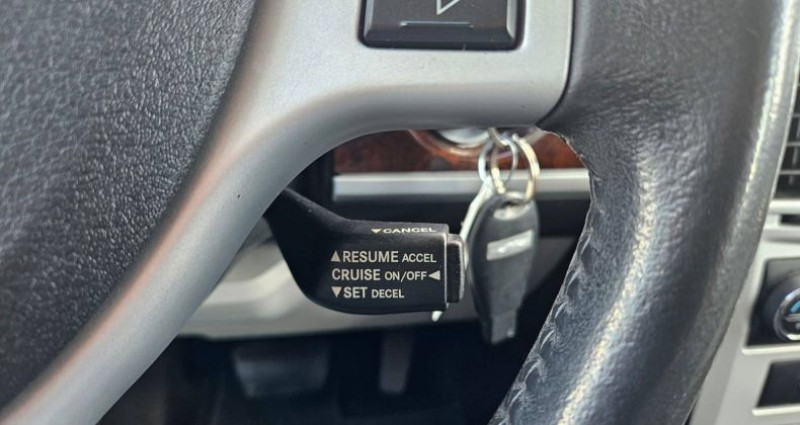 ▼CANCEL
▲RESUME ACCEL
CRUISE ON/OFF◀
▼SET DECEL